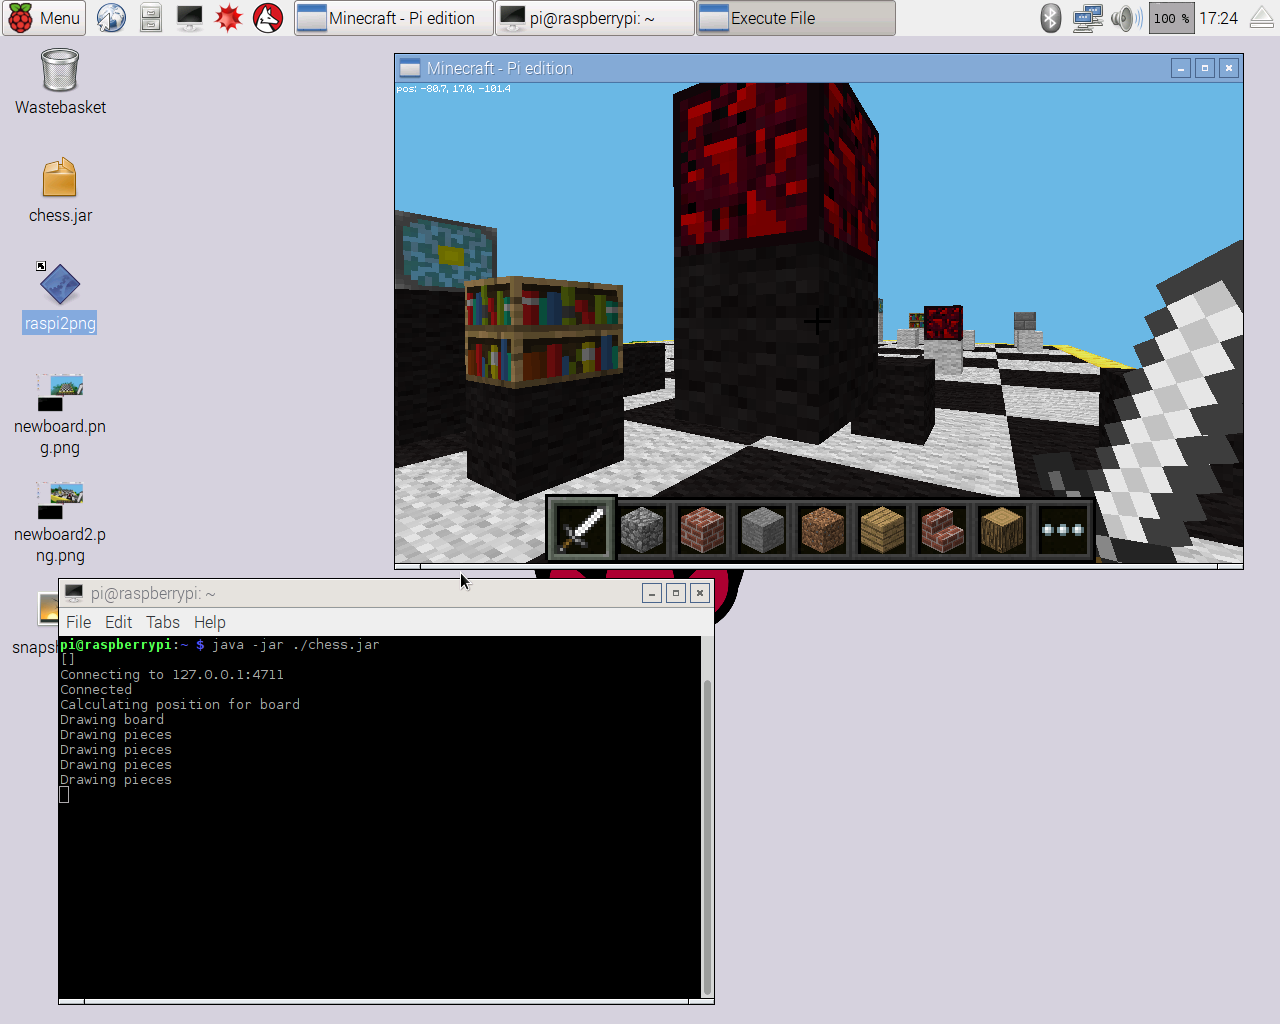 Menu
Minecraft - Pi edition
pi@raspberrypi: ~
Execute File
100 %
17:24
Wastebasket
chess.jar
raspi2png
newboard.pn
g.png
newboard2.p
ng.png
snaps
Minecraft - Pi edition
pos: -80.7, 17.0, -101.4
pi@raspberrypi: ~
File Edit Tabs Help
pi@raspberrypi:~ $ java -jar ./chess.jar
[]
Connecting to 127.0.0.1:4711
Connected
Calculating position for board
Drawing board
Drawing pieces
Drawing pieces
Drawing pieces
Drawing pieces